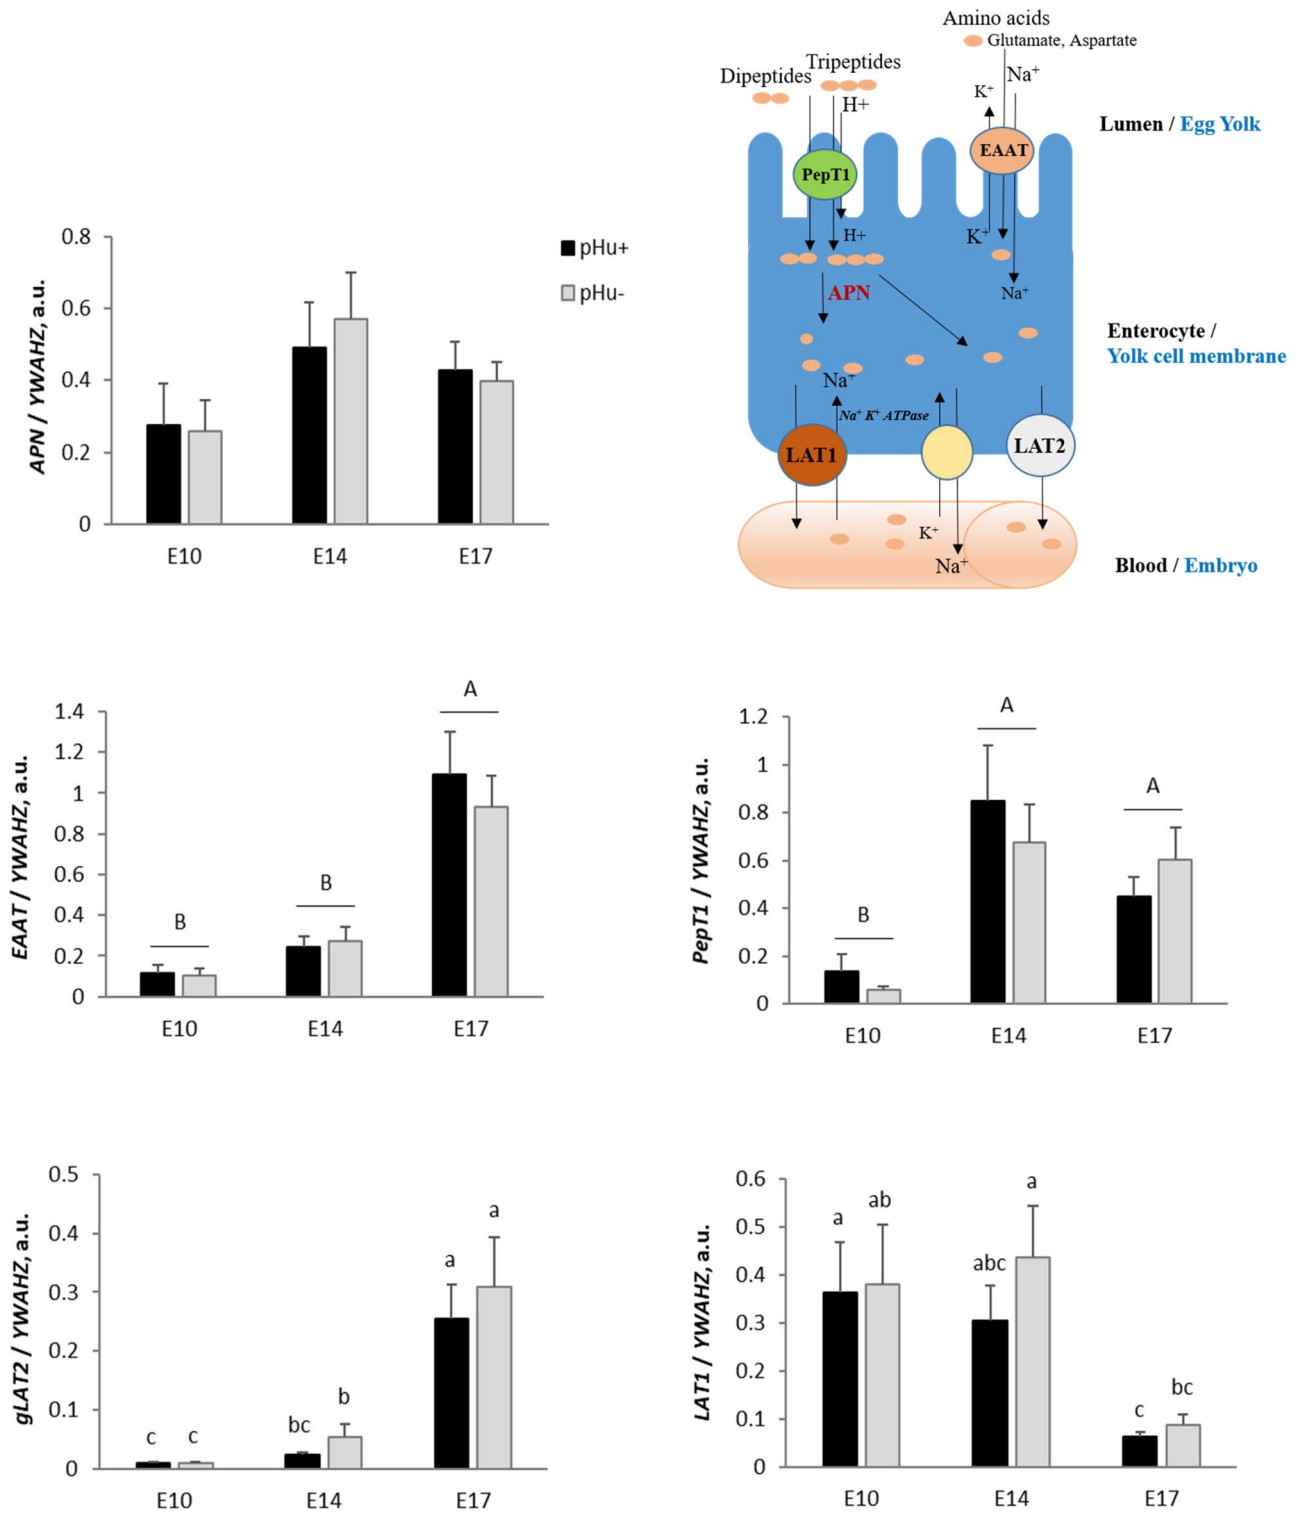 Amino acids
Glutamate, Aspartate
Tripeptides
Dipeptides
Na⁺
K⁺
H+
Lumen / Egg Yolk
EAAT
PepT1
H+
K⁺
Na⁺
APN
Enterocyte /
Yolk cell membrane
Na⁺
Na⁺ K⁺ ATPase
LAT1
LAT2
K⁺
Na⁺
Blood / Embryo
APN / YWAHZ, a.u.
0.8
0.6
0.4
0.2
0
E10
E14
E17
pHu+
pHu-
EAAT / YWAHZ, a.u.
1.4
1.2
1
0.8
0.6
0.4
0.2
0
B
B
A
E10
E14
E17
PepT1 / YWAHZ, a.u.
1.2
1
0.8
0.6
0.4
0.2
0
B
A
A
E10
E14
E17
gLAT2 / YWAHZ, a.u.
0.5
0.4
0.3
0.2
0.1
0
c
c
bc
b
a
a
E10
E14
E17
LAT1 / YWAHZ, a.u.
0.6
0.5
0.4
0.3
0.2
0.1
0
a
ab
abc
a
c
bc
E10
E14
E17